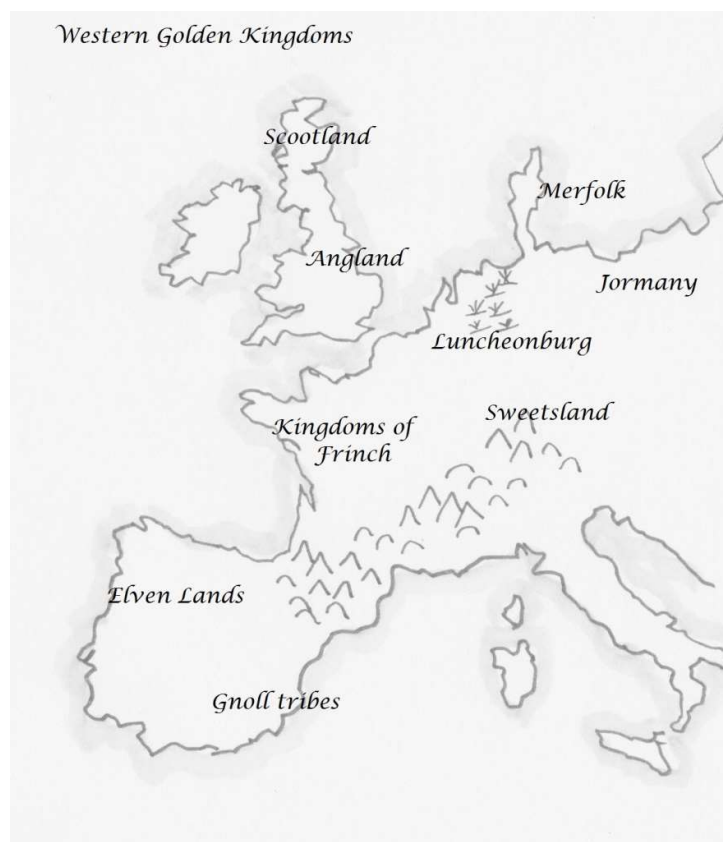 Western Golden Kingdoms
Scootland
Merfolk
Angland
Jormany
Luncheonburg
Sweetsland
Kingdoms of
Frinch
Elven Lands
Gnoll tribes